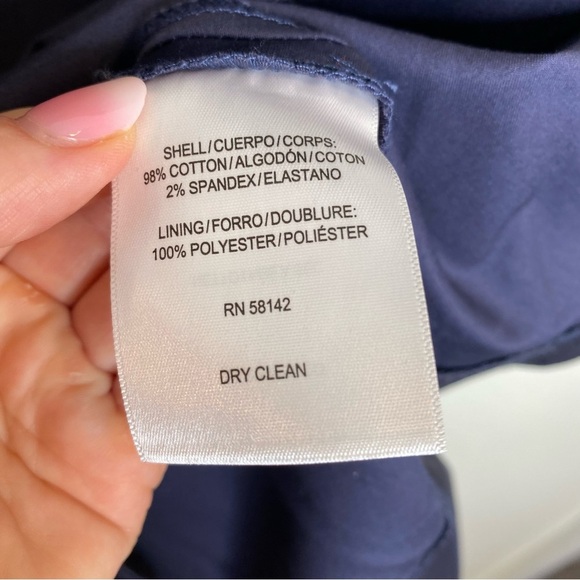 SHELL/CUERPO/CORPS:
98% COTTON/ALGODÓN/COTON
2% SPANDEX/ELASTANO
LINING/FORRO/DOUBLURE:
100% POLYESTER/POLIÉSTER
RN 58142
DRY CLEAN